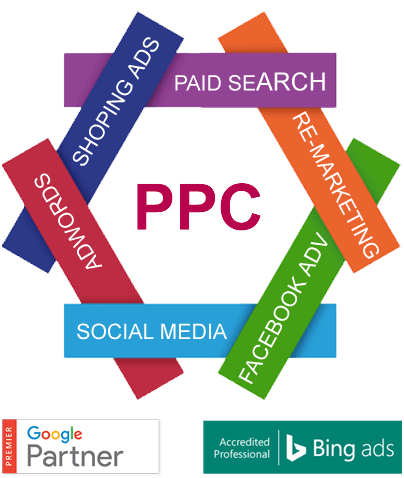 SHOPING ADS
PAID SEARCH
RE-MARKETING
ADWORDS
PPC
FACEBOOK ADV
SOCIAL MEDIA
PREMIER
Google
Partner
Accredited
Professional
Bing ads